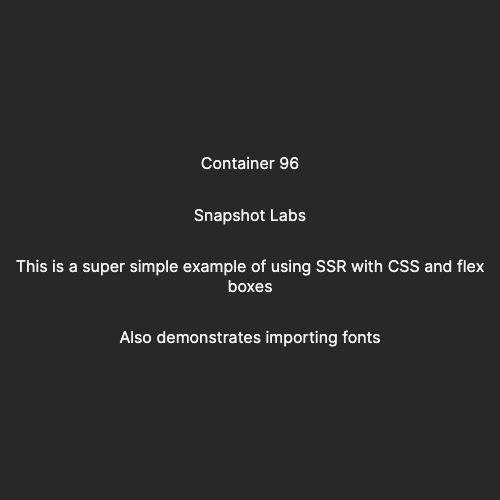 Container 96
Snapshot Labs
This is a super simple example of using SSR with CSS and flex
boxes
Also demonstrates importing fonts